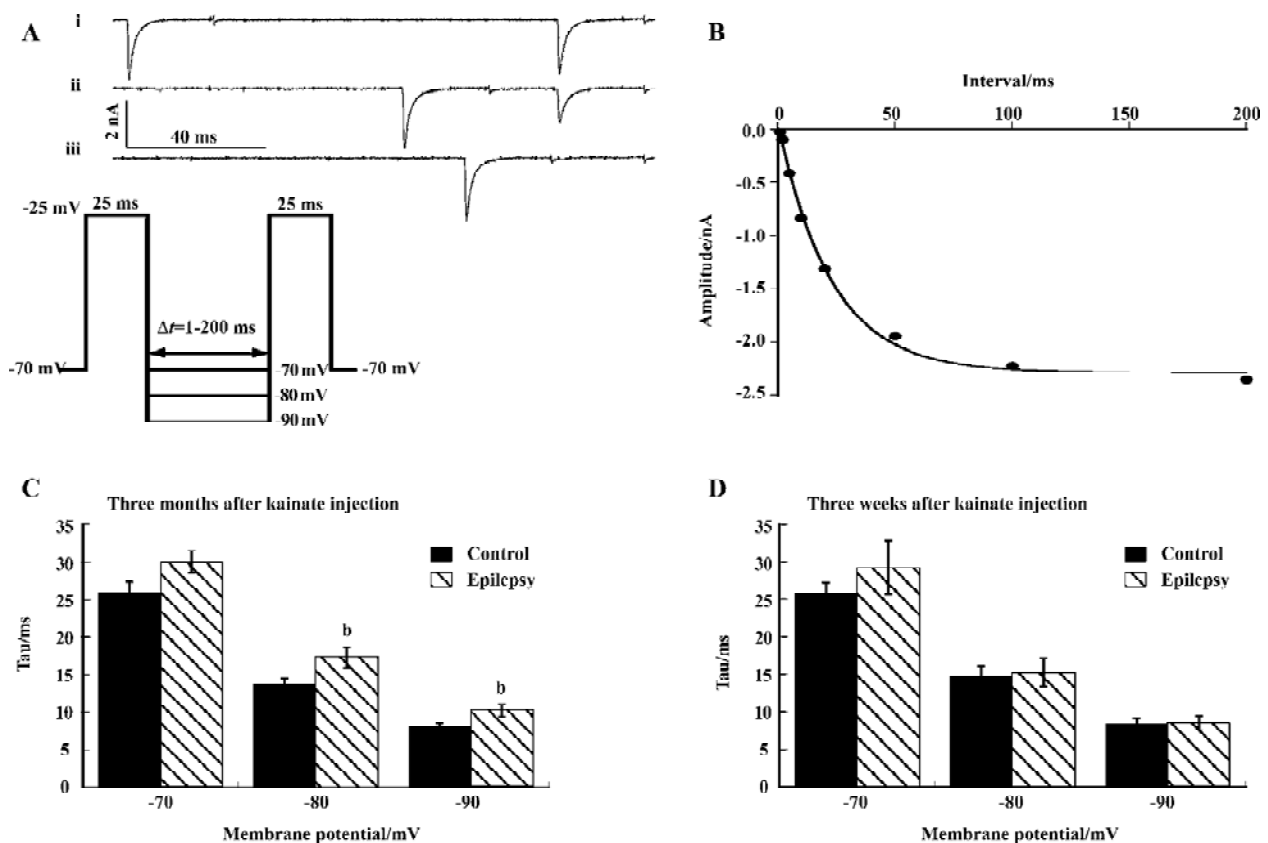 A
i
ii
2 nA
40 ms
iii
-25 mV
25 ms
25 ms
Δt=1-200 ms
-70 mV
-70 mV
-70 mV
-80 mV
-90 mV
B
Interval/ms
0 50 100 150 200
0.0
-0.5
-1.0
-1.5
-2.0
-2.5
Amplitude/nA
C
Three months after kainate injection
35
30
25
20
15
10
5
0
Tau/ms
Control
Epilepsy
b
b
-70 -80 -90
Membrane potential/mV
D
Three weeks after kainate injection
35
30
25
20
15
10
5
0
Tau/ms
Control
Epilepsy
-70 -80 -90
Membrane potential/mV